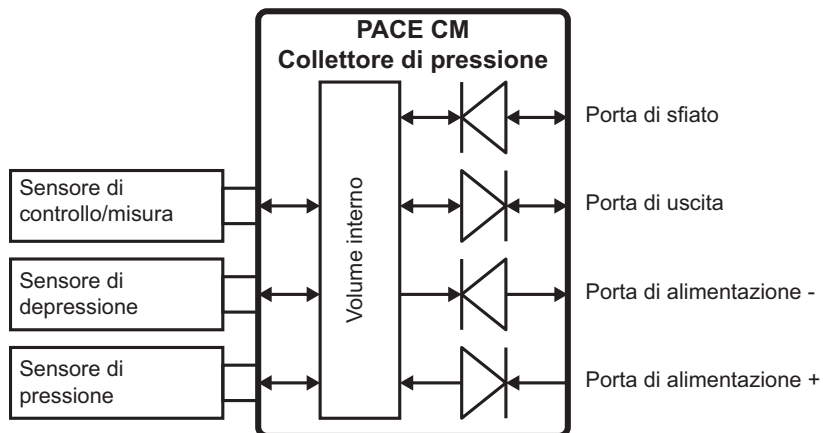 PACE CM
Collettore di pressione
Porta di sfiato
Sensore di
controllo/misura
Volume interno
Porta di uscita
Sensore di
depressione
Porta di alimentazione -
Sensore di
pressione
Porta di alimentazione +